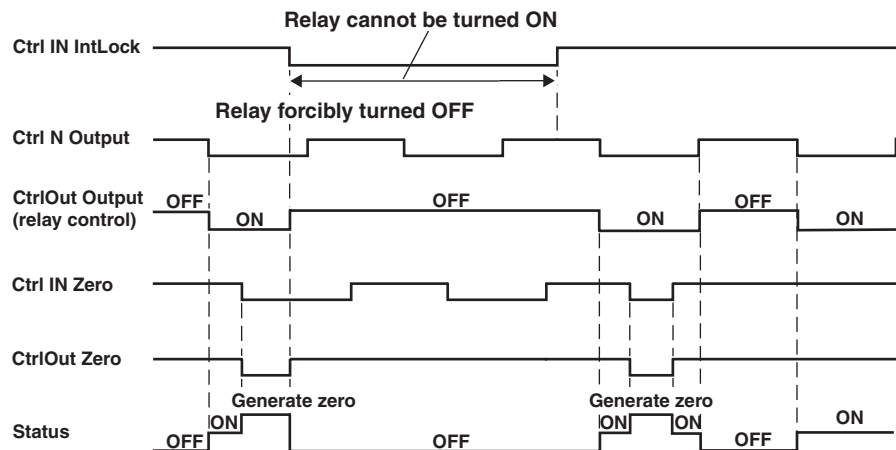 Relay cannot be turned ON
Ctrl IN IntLock
Relay forcibly turned OFF
Ctrl N Output
CtrlOut Output
(relay control)
OFF
ON
OFF
ON
OFF
ON
Ctrl IN Zero
CtrlOut Zero
Generate zero
Generate zero
Status
OFF
ON
OFF
ON
ON
OFF
ON